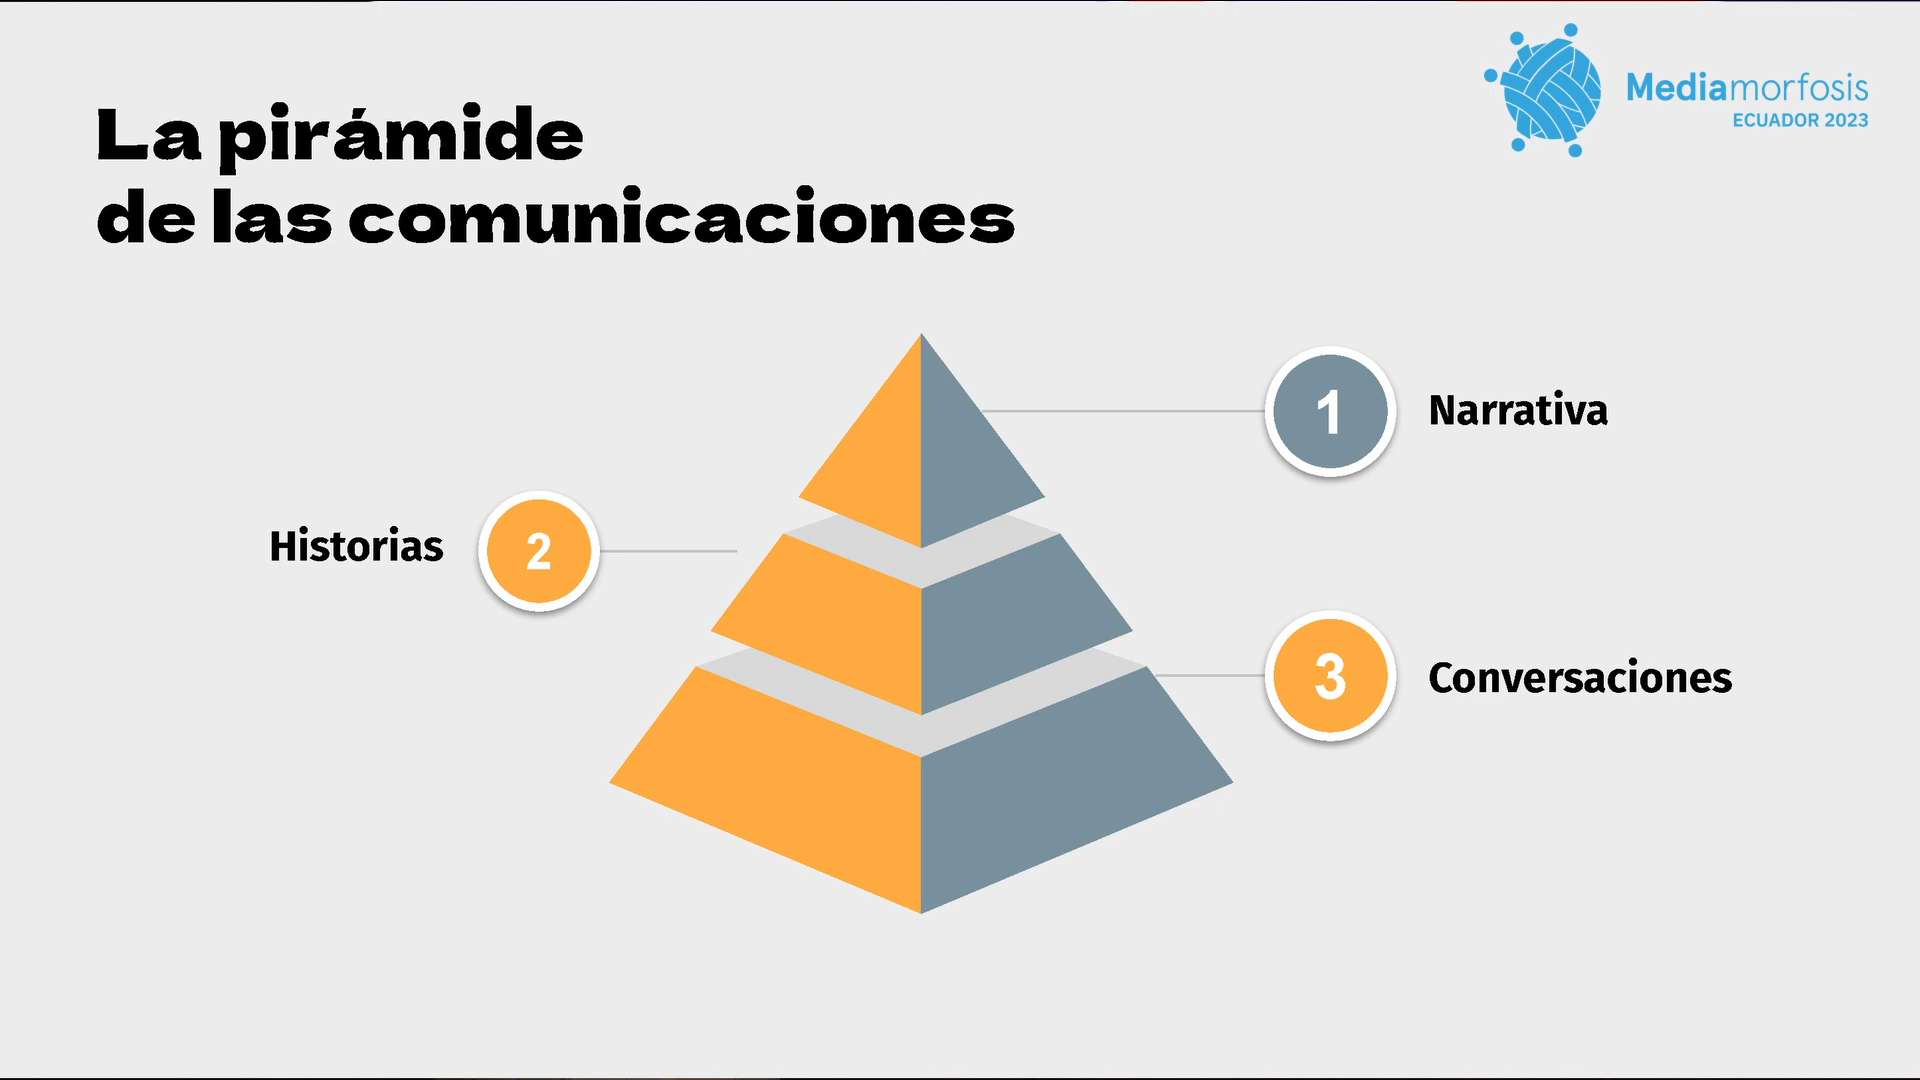 La pirámide
de las comunicaciones
Mediamorfosis
ECUADOR 2023
1
Narrativa
Historias
2
3
Conversaciones